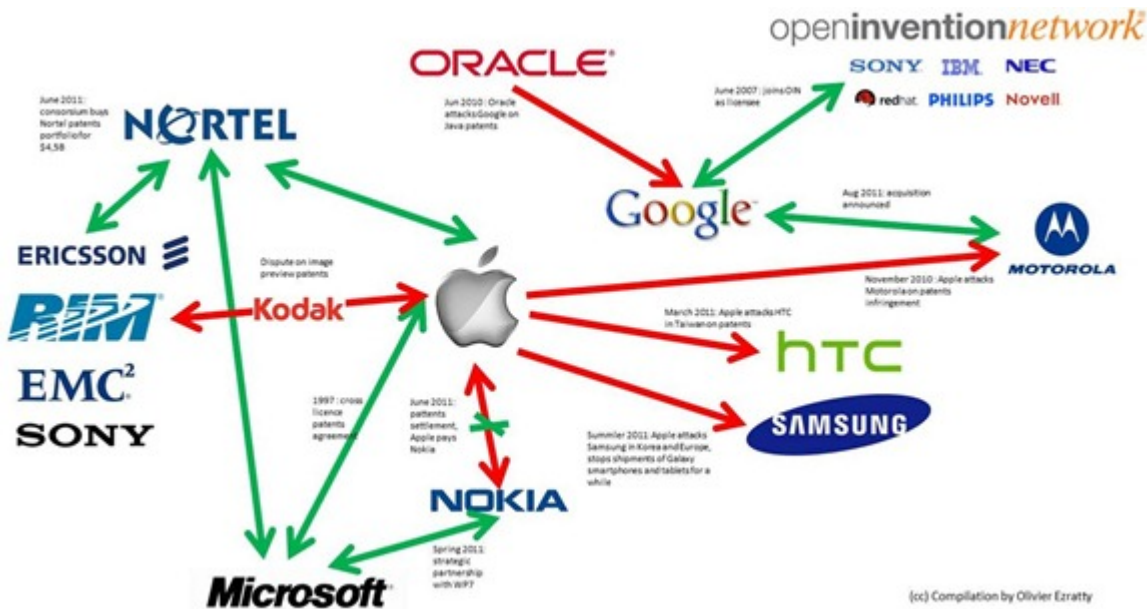 openinventionnetwork
SONY IBM NEC
redhat PHILIPS Novell
ORACLE
June 2011:
consortium buys
Nortel patents
portfolio for
$4,5B
NORTEL
Jun 2010 : Oracle
attacks Google on
Java patents
June 2007 : joins OIN
as licensee
Google
Aug 2011: acquisition
announced
MOTOROLA
ERICSSON
Dispute on image
preview patents
RIM
Kodak
November 2010 : Apple attacks
Motorola on patents
infringement
March 2011: Apple attacks HTC
in Taiwan on patents
hTC
EMC²
SONY
1997 : cross
licence
patents
agreement
June 2011:
pattents
settlement,
Apple pays
Nokia
SAMSUNG
Summler 2011: Apple attacks
Samsung in Korea and Europe,
stops shipments of Galaxy
smartphones and tablets for a
while
NOKIA
Spring 2011:
strategic
partnership
with WP7
Microsoft
(cc) Compilation by Olivier Ezratty